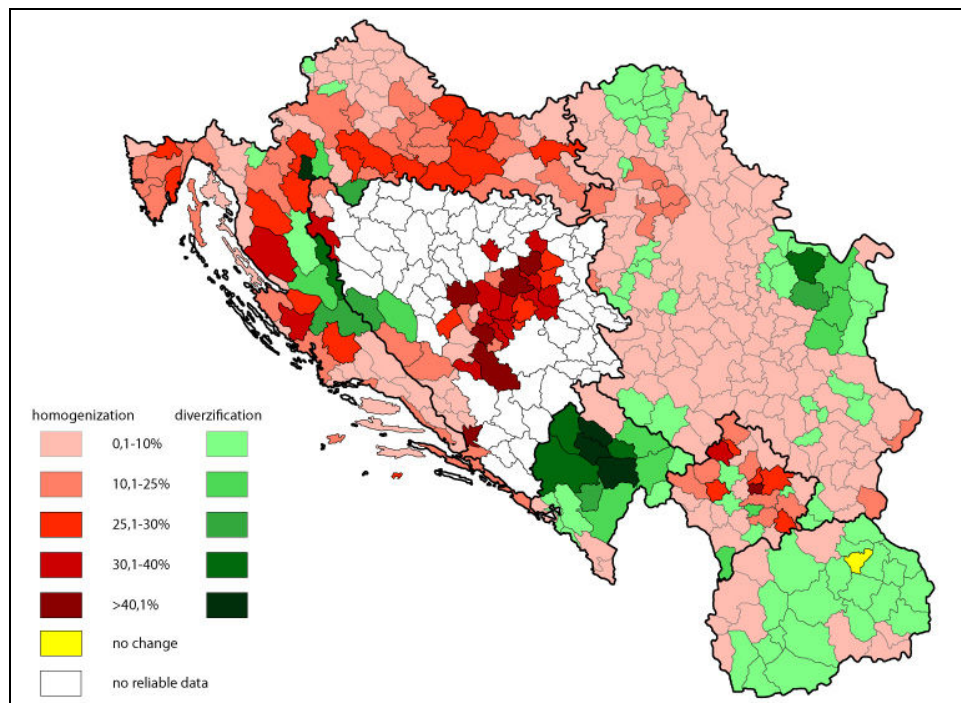 homogenization diverzification
0,1-10%
10,1-25%
25,1-30%
30,1-40%
>40,1%
no change
no reliable data